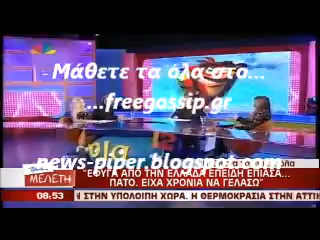 - Μάθετε τα όλα στο...
...freegossip.gr
news-piper.blogspot.com
ΜΕΛΕΤΗ
"ΕΦΥΓΑ ΑΠΟ ΤΗΝ ΕΛΛΑΔΑ ΕΠΕΙΔΗ ΕΠΙΑΣΑ...
ΠΑΤΟ. ΕΙΧΑ ΧΡΟΝΙΑ ΝΑ ΓΕΛΑΣΩ"
08:53 ΣΤΗΝ ΥΠΟΛΟΙΠΗ ΧΩΡΑ. Η ΘΕΡΜΟΚΡΑΣΙΑ ΣΤΗΝ ΑΤΤΙ